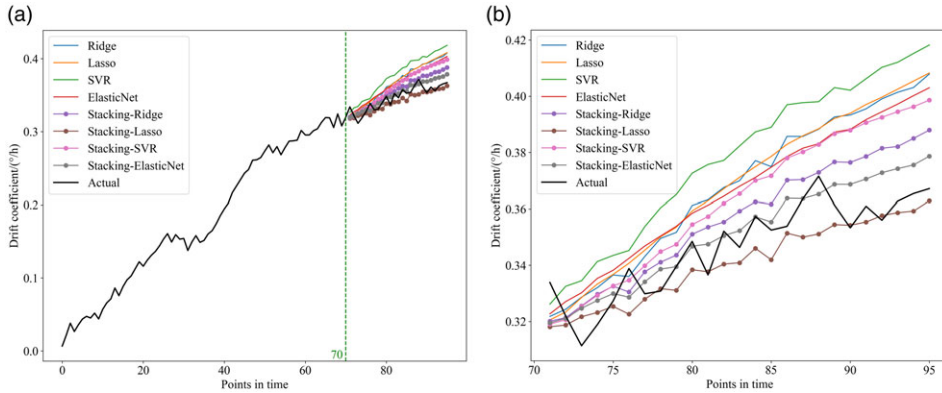 (a)
Ridge
Lasso
SVR
ElasticNet
Stacking-Ridge
Stacking-Lasso
Stacking-SVR
Stacking-ElasticNet
Actual
Drift coefficient/(°/h)
0.4
0.3
0.2
0.1
0.0
70
0 20 40 60 80
Points in time
(b)
Ridge
Lasso
SVR
ElasticNet
Stacking-Ridge
Stacking-Lasso
Stacking-SVR
Stacking-ElasticNet
Actual
Drift coefficient/(°/h)
0.42
0.40
0.38
0.36
0.34
0.32
70 75 80 85 90 95
Points in time